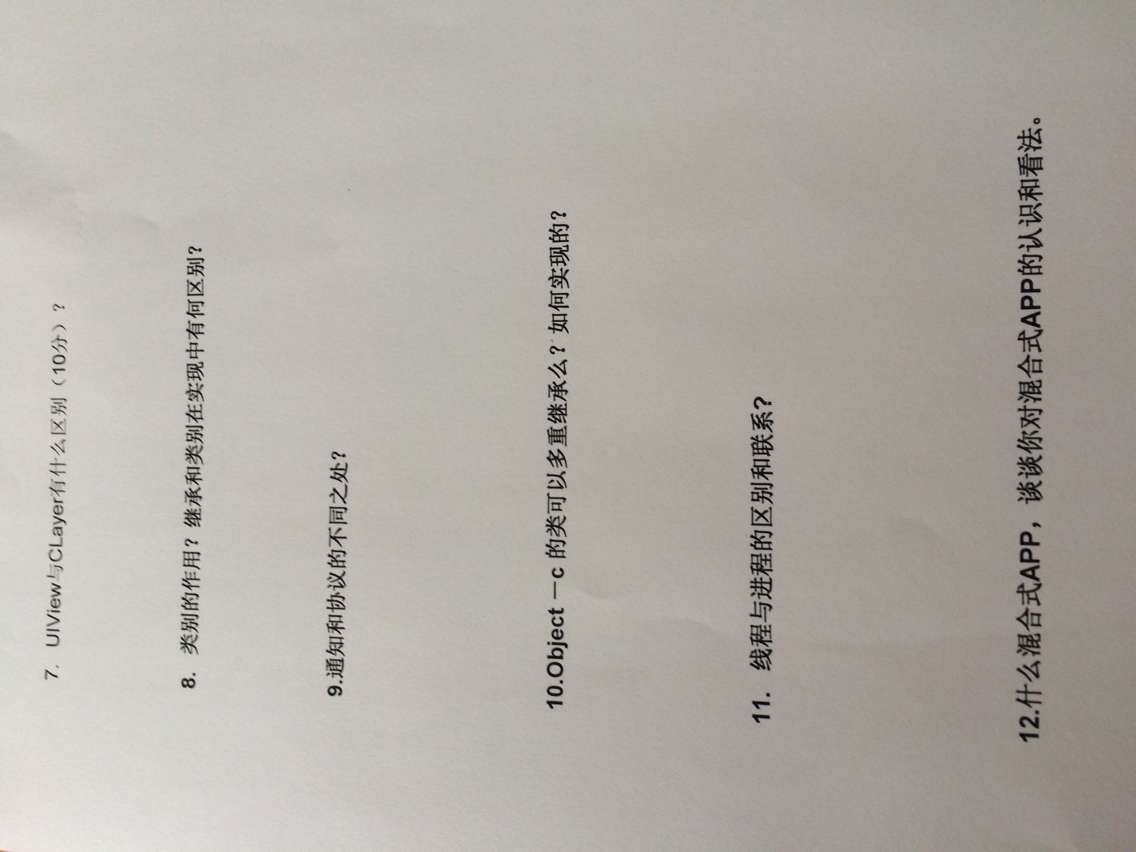 7. UIView与CLayer有什么区别（10分）？
8. 类别的作用？继承和类别在实现中有何区别？
9.通知和协议的不同之处？
10.Object －c 的类可以多重继承么？如何实现的？
11. 线程与进程的区别和联系?
12.什么混合式APP，谈谈你对混合式APP的认识和看法。